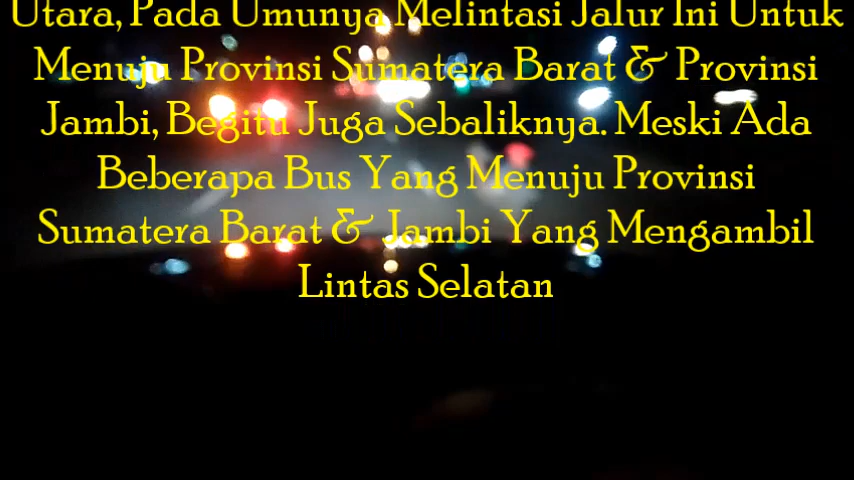 Utara, Pada Umunya Melintasi Jalur Ini Untuk
Menuju Provinsi Sumatera Barat & Provinsi
Jambi, Begitu Juga Sebaliknya. Meski Ada
Beberapa Bus Yang Menuju Provinsi
Sumatera Barat & Jambi Yang Mengambil
Lintas Selatan